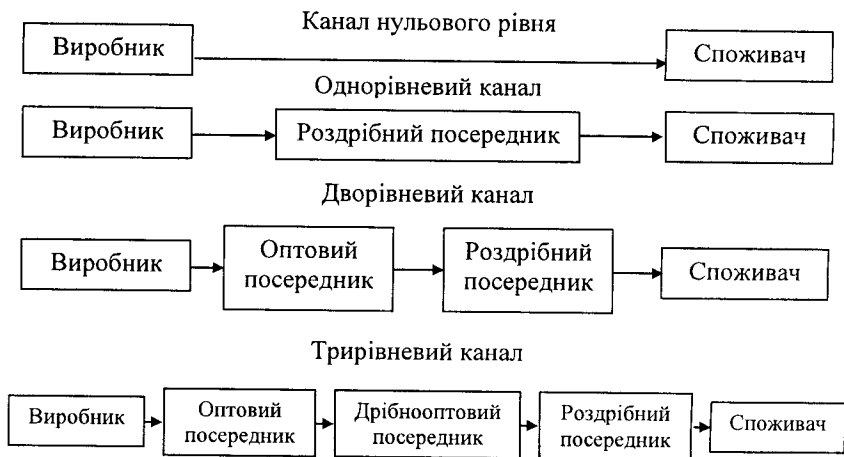 Канал нульового рівня
Виробник
Споживач
Однорівневий канал
Виробник
Роздрібний посередник
Споживач
Дворівневий канал
Виробник
Оптовий
посередник
Роздрібний
посередник
Споживач
Трирівневий канал
Виробник
Оптовий
посередник
Дрібнооптовий
посередник
Роздрібний
посередник
Споживач